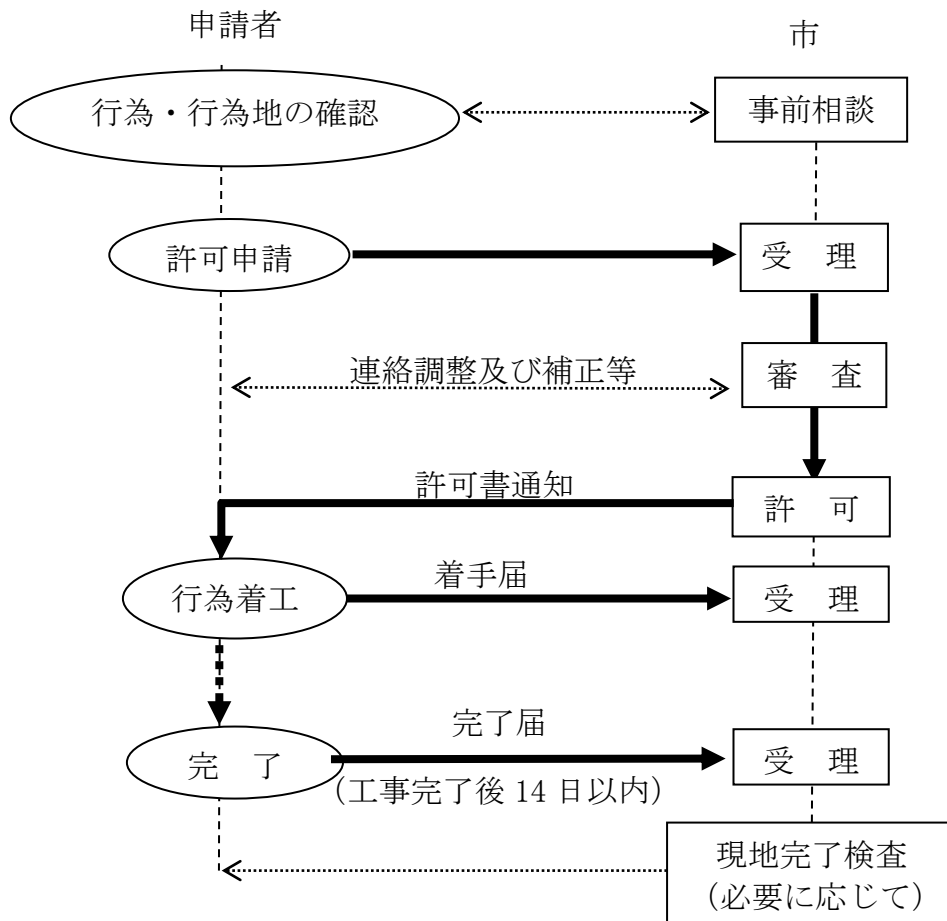 申請者
市
行為・行為地の確認
事前相談
許可申請
受　理
連絡調整及び補正等
審　査
許可書通知
許　可
行為着工
着手届
受　理
完　了
完了届
(工事完了後 14 日以内)
受　理
現地完了検査
(必要に応じて)